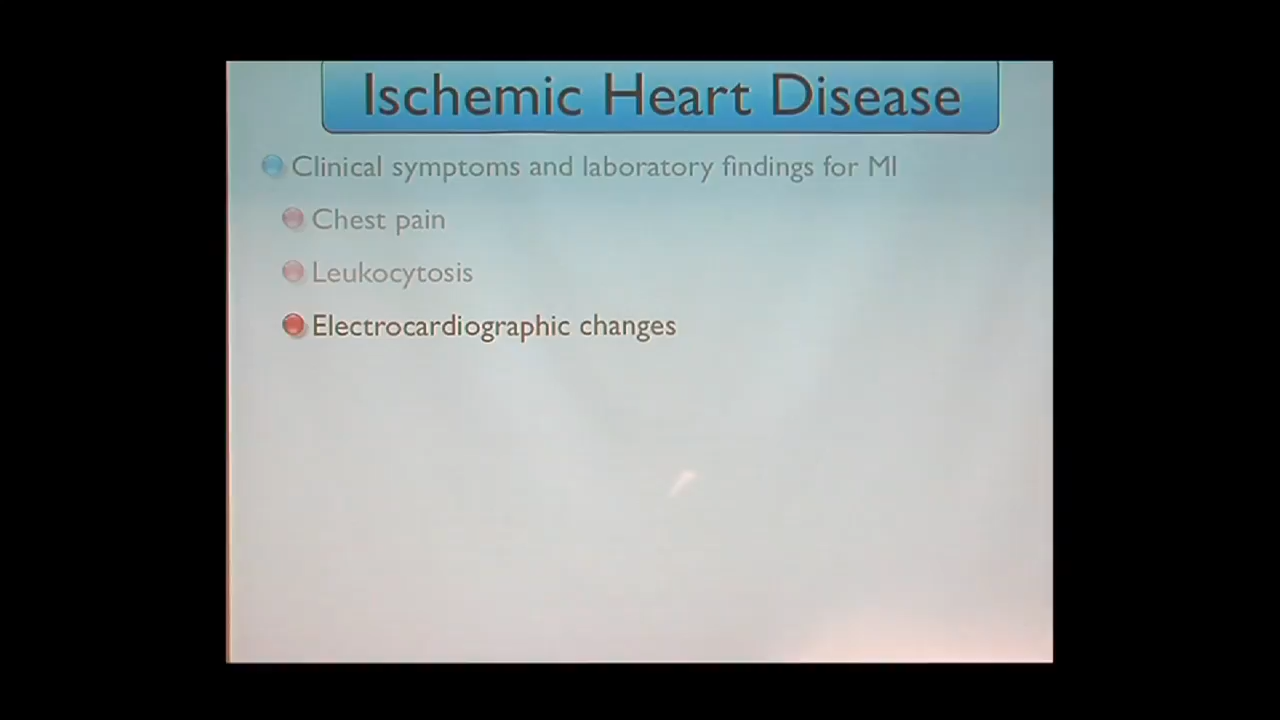 Ischemic Heart Disease
Clinical symptoms and laboratory findings for MI
Chest pain
Leukocytosis
Electrocardiographic changes